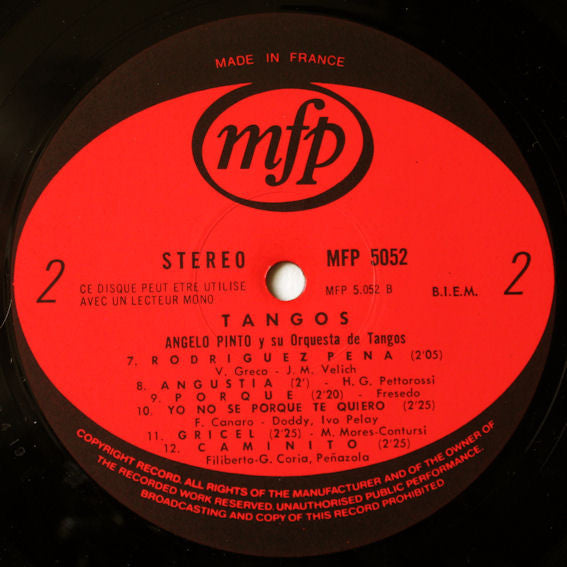 MADE IN FRANCE
mfp
STEREO MFP 5052
2 CE DISQUE PEUT ÊTRE UTILISE MFP 5.052 B B.I.E.M. 2
AVEC UN LECTEUR MONO
TANGOS
ANGELO PINTO y su Orquesta de Tangos
7. RODRIGUEZ PENA (2'05)
V. Greco - J. M. Velich
8. ANGUSTIA (2') - H. G. Pettorossi
9. PORQUE (2'20) - Fresedo
10. YO NO SE PORQUE TE QUIERO (2'25)
F. Canaro - Doddy, Ivo Pelay
11. GRICEL (2'25) - M. Mores-Contursi
12. CAMINITO (2'25)
Filiberto-G. Coria, Peñazola
COPYRIGHT RECORD. ALL RIGHTS OF THE MANUFACTURER AND OF THE OWNER OF
THE RECORDED WORK RESERVED. UNAUTHORISED PUBLIC PERFORMANCE.
BROADCASTING AND COPY OF THIS RECORD PROHIBITED